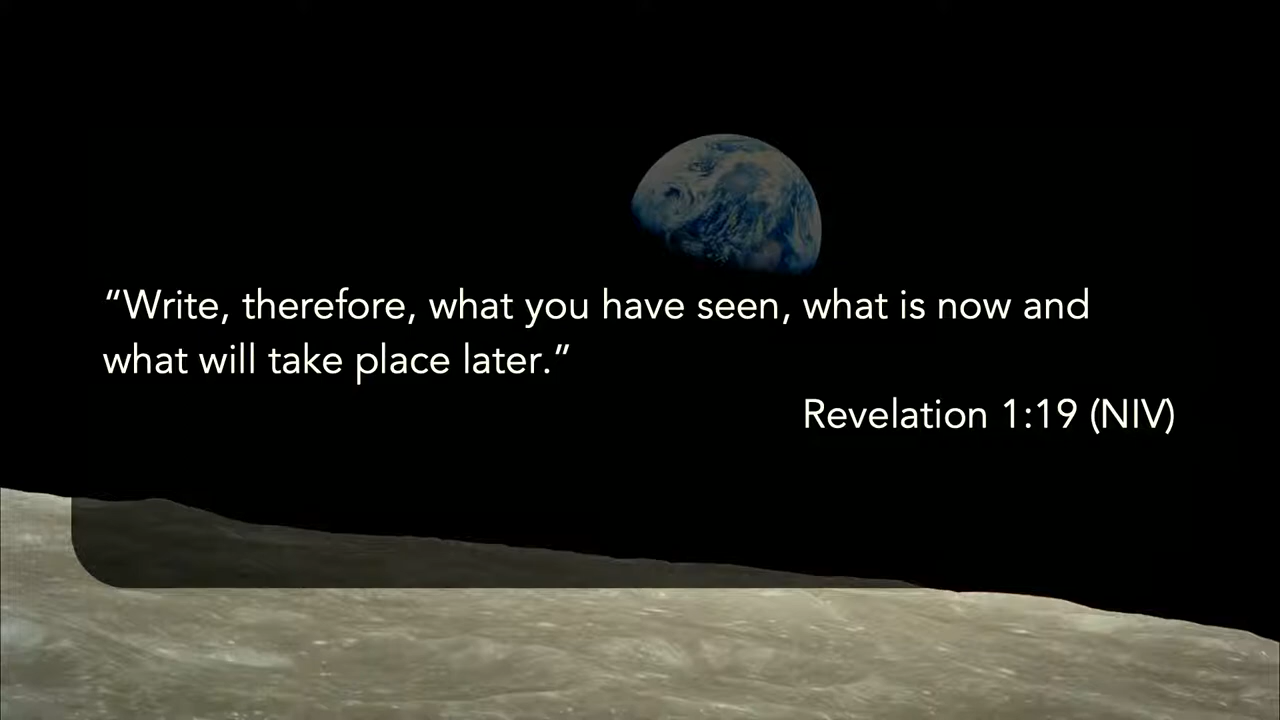 “Write, therefore, what you have seen, what is now and
what will take place later.”
Revelation 1:19 (NIV)